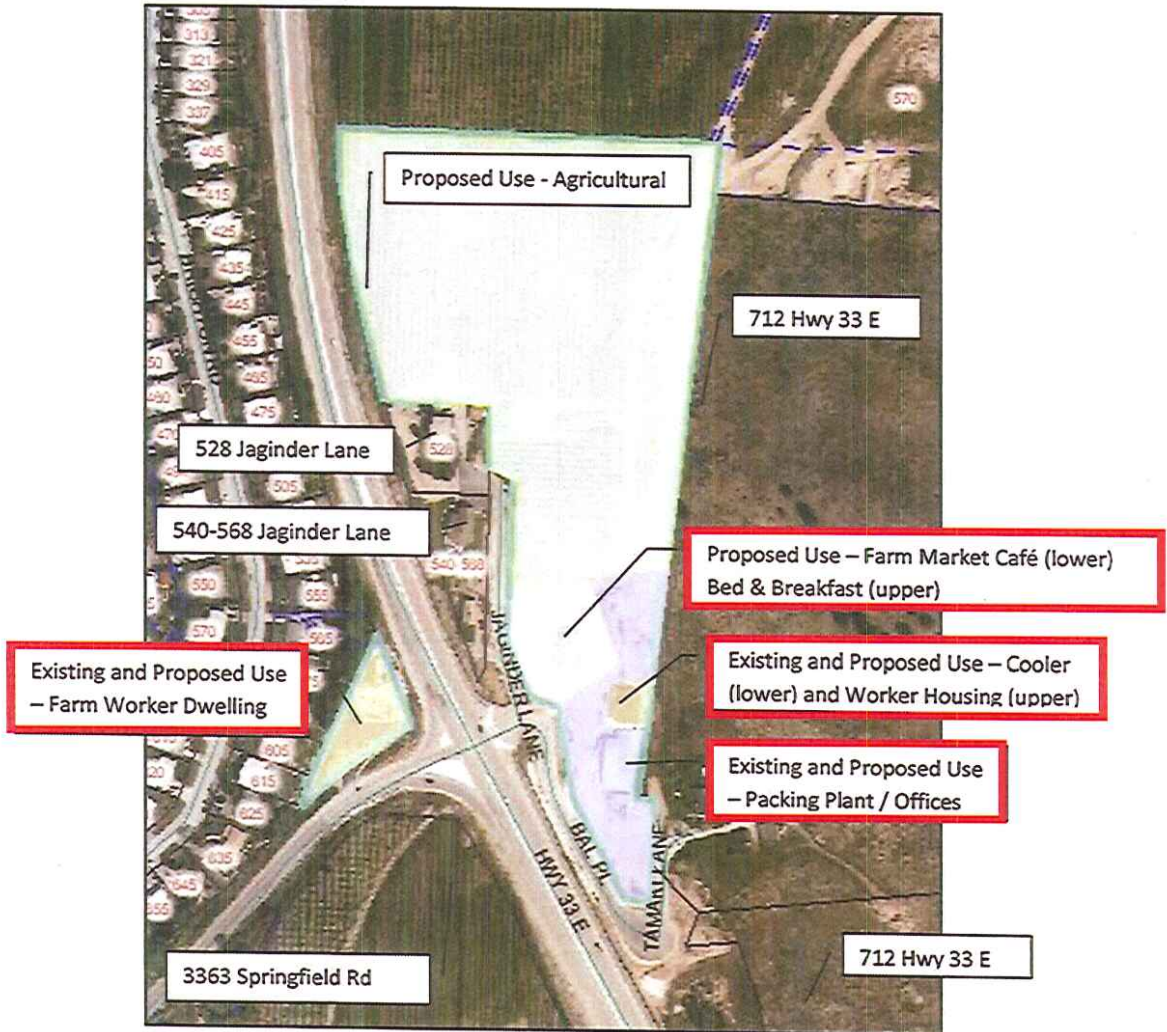 313
321
329
337
405
415
425
435
445
455
465
475
505
550
570
555
605
615
625
635
645
655
570
Proposed Use - Agricultural
712 Hwy 33 E
528 Jaginder Lane
528
540-568 Jaginder Lane
540-568
JAGINDER LANE
Proposed Use – Farm Market Café (lower)
Bed & Breakfast (upper)
Existing and Proposed Use
– Farm Worker Dwelling
Existing and Proposed Use – Cooler
(lower) and Worker Housing (upper)
Existing and Proposed Use
– Packing Plant / Offices
BAL PL
HWY 33 E
TAMAKI LANE
3363 Springfield Rd
712 Hwy 33 E